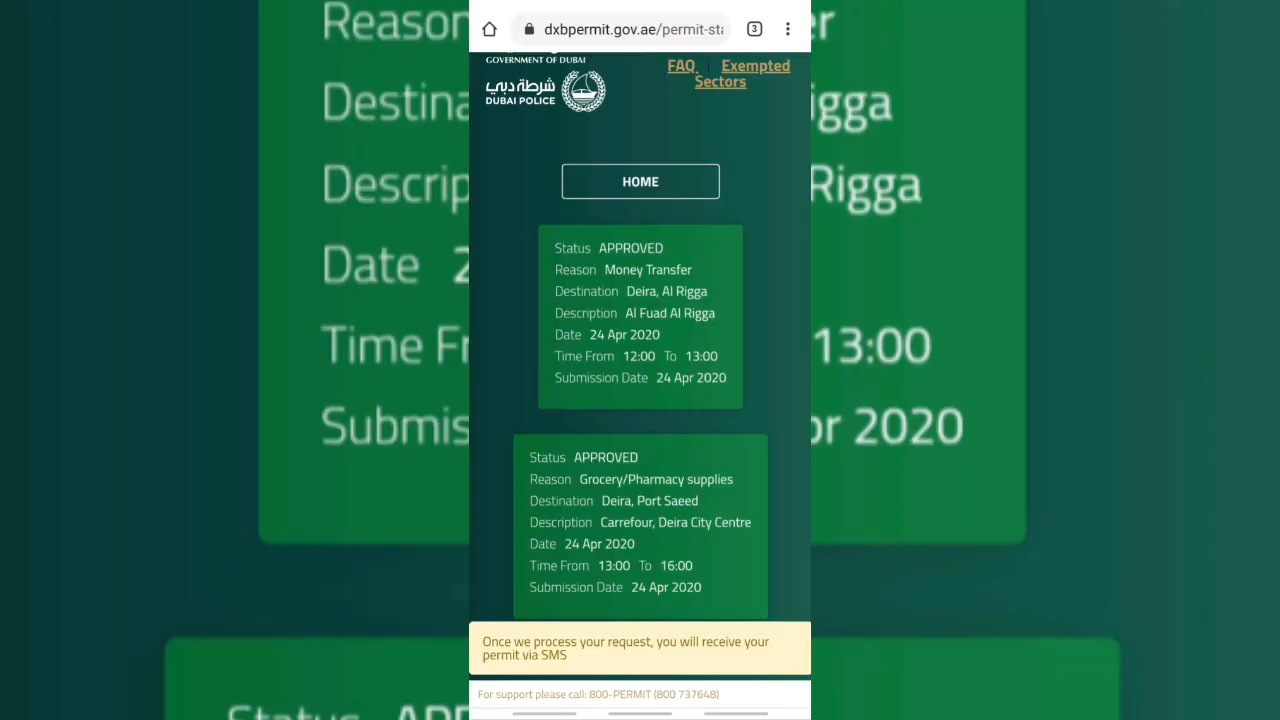 dxbpermit.gov.ae/permit-sta
3
GOVERNMENT OF DUBAI
FAQ | Exempted
Sectors
شرطة دبي
DUBAI POLICE
HOME
Status APPROVED
Reason Money Transfer
Destination Deira, Al Rigga
Description Al Fuad Al Rigga
Date 24 Apr 2020
Time From 12:00 To 13:00
Submission Date 24 Apr 2020
Status APPROVED
Reason Grocery/Pharmacy supplies
Destination Deira, Port Saeed
Description Carrefour, Deira City Centre
Date 24 Apr 2020
Time From 13:00 To 16:00
Submission Date 24 Apr 2020
Once we process your request, you will receive your
permit via SMS
For support please call: 800-PERMIT (800 737648)